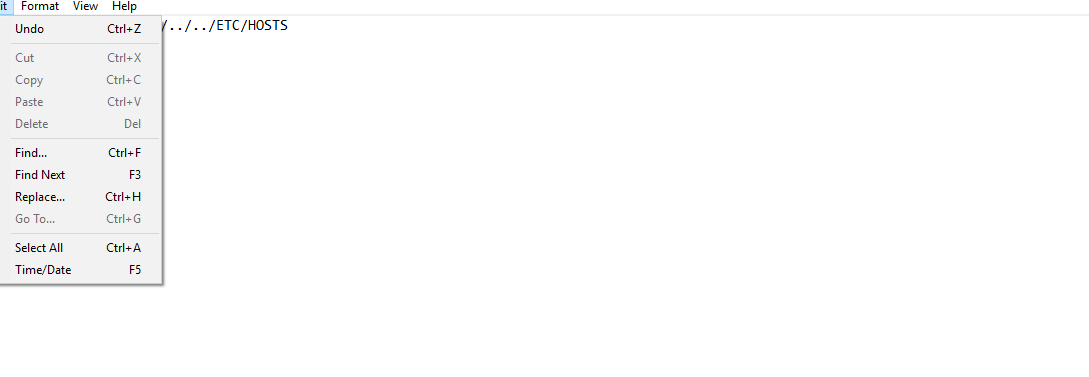 it Format View Help
/../../ETC/HOSTS
Undo Ctrl+Z
Cut Ctrl+X
Copy Ctrl+C
Paste Ctrl+V
Delete Del
Find... Ctrl+F
Find Next F3
Replace... Ctrl+H
Go To... Ctrl+G
Select All Ctrl+A
Time/Date F5